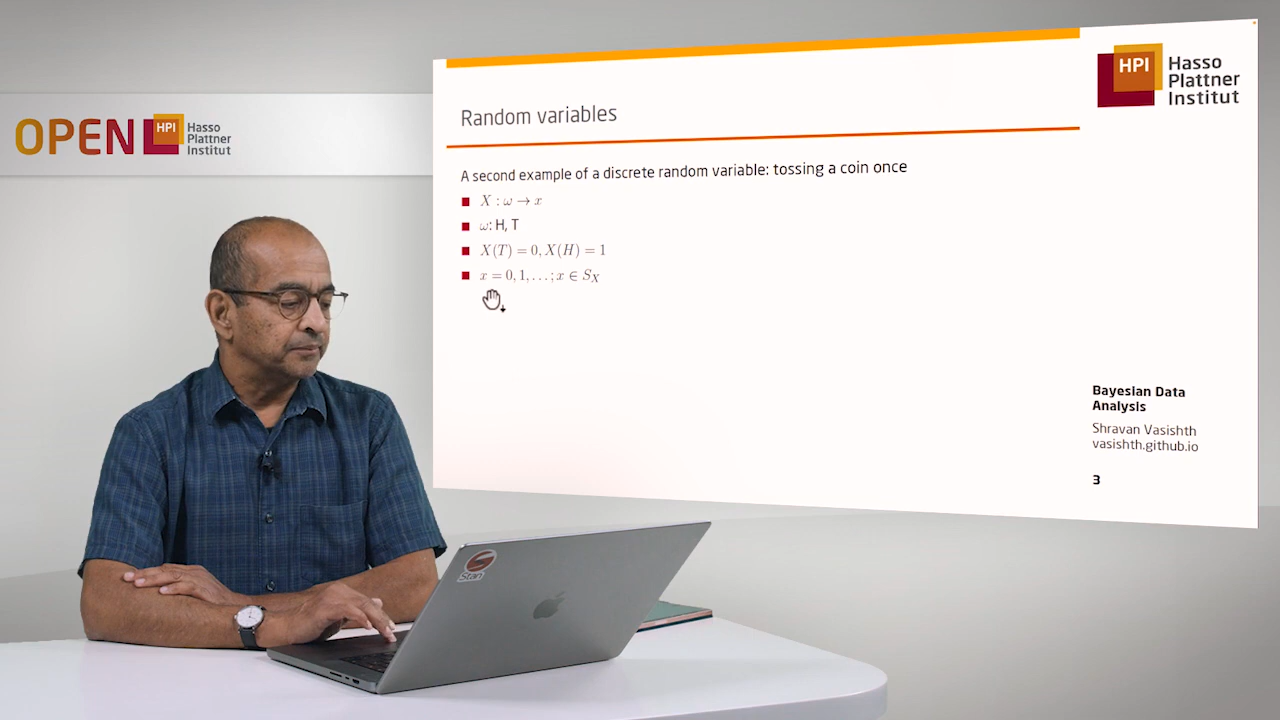 OPEN HPI Hasso
Plattner
Institut
HPI Hasso
Plattner
Institut
Random variables
A second example of a discrete random variable: tossing a coin once
X : ω → x
ω: H, T
X(T) = 0, X(H) = 1
x = 0, 1, . . . ; x ∈ S_X
Bayesian Data
Analysis
Shravan Vasishth
vasishth.github.io
3
Stan